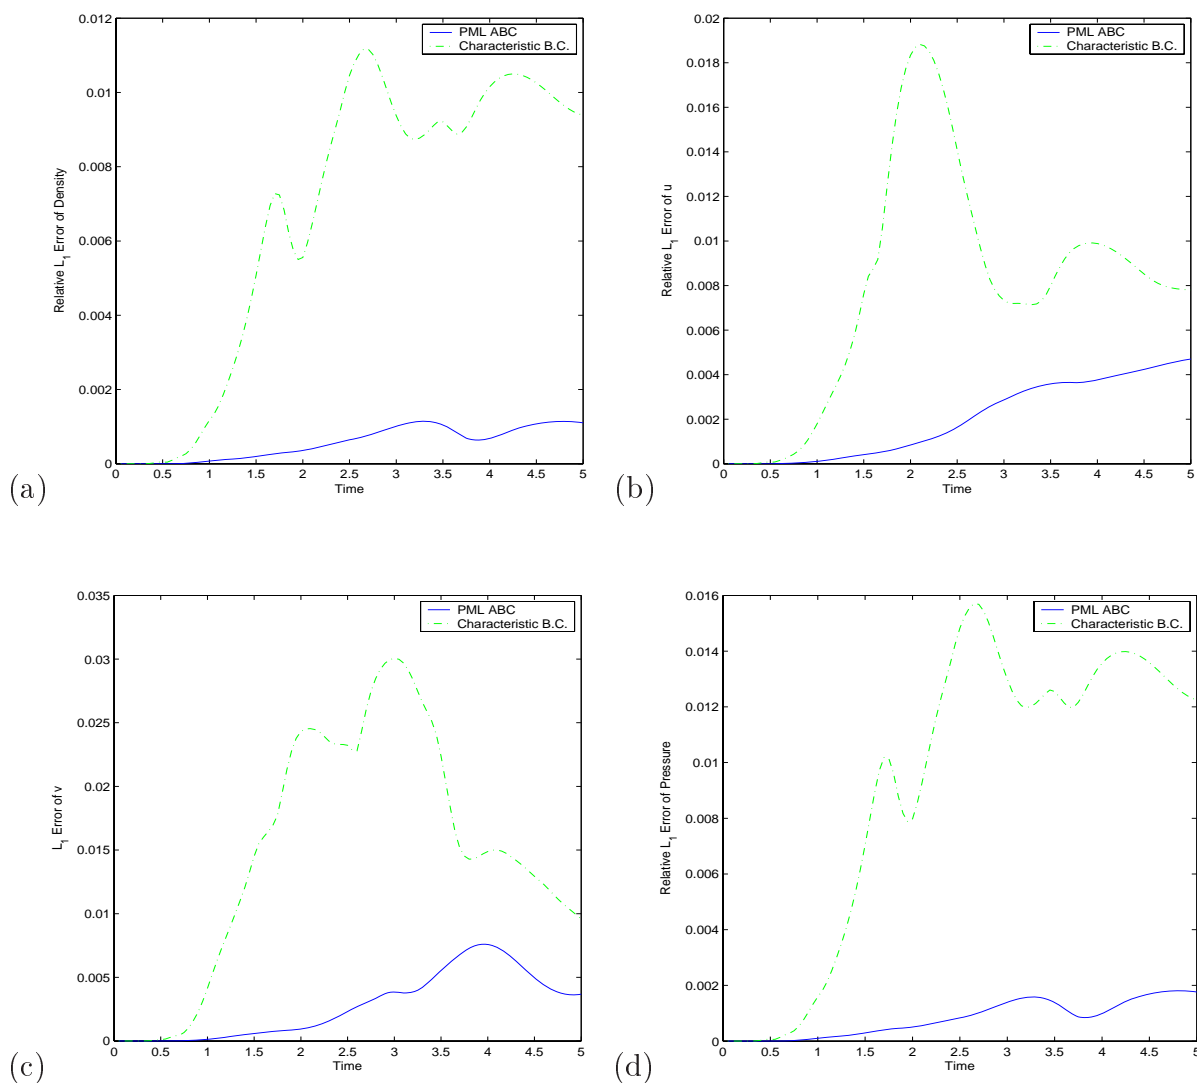 0.012
0.01
0.008
0.006
0.004
0.002
0
Relative L1 Error of Density
PML ABC
Characteristic B.C.
0 0.5 1 1.5 2 2.5 3 3.5 4 4.5 5
Time
(a)
0.02
0.018
0.016
0.014
0.012
0.01
0.008
0.006
0.004
0.002
0
Relative L1 Error of u
PML ABC
Characteristic B.C.
0 0.5 1 1.5 2 2.5 3 3.5 4 4.5 5
Time
(b)
0.035
0.03
0.025
0.02
0.015
0.01
0.005
0
L1 Error of v
PML ABC
Characteristic B.C.
0 0.5 1 1.5 2 2.5 3 3.5 4 4.5 5
Time
(c)
0.016
0.014
0.012
0.01
0.008
0.006
0.004
0.002
0
Relative L1 Error of Pressure
PML ABC
Characteristic B.C.
0 0.5 1 1.5 2 2.5 3 3.5 4 4.5 5
Time
(d)